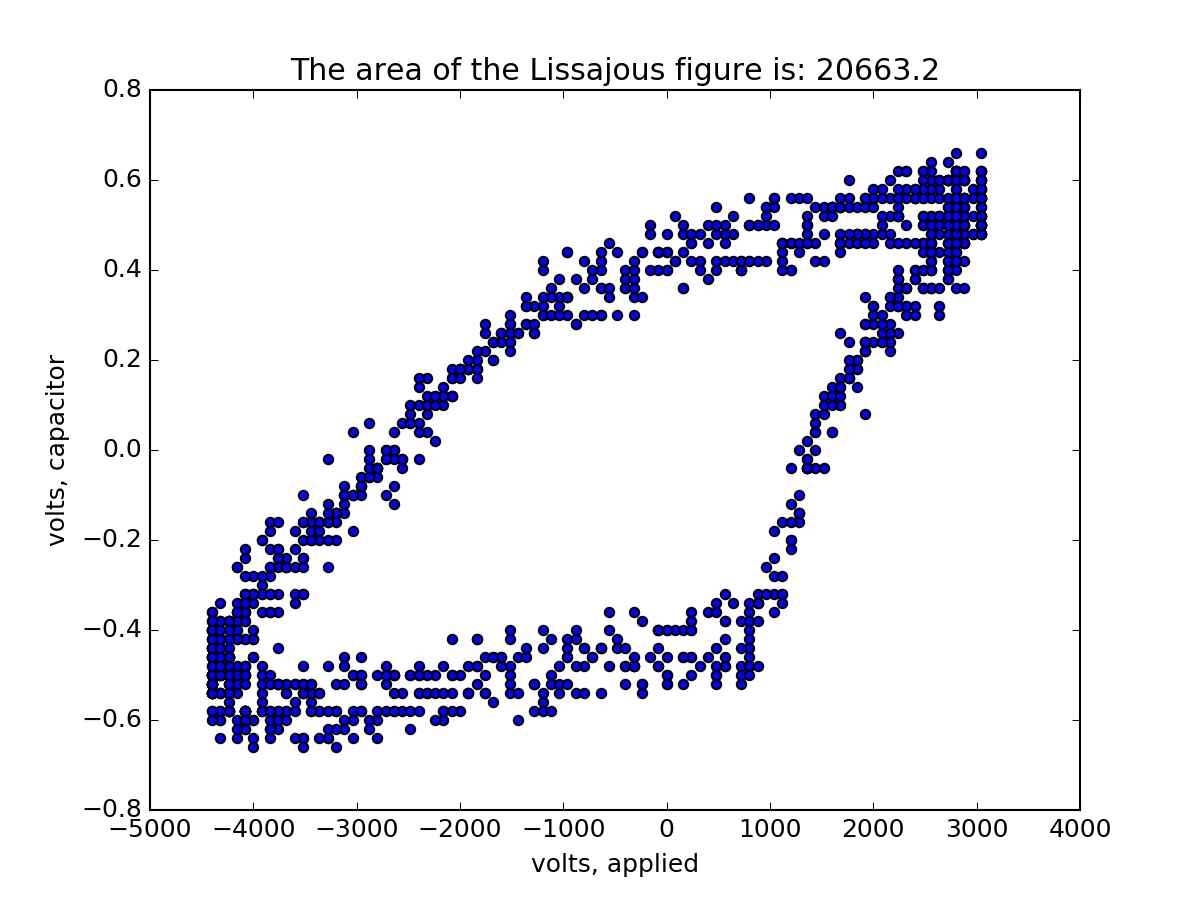 The area of the Lissajous figure is: 20663.2
0.8
0.6
0.4
0.2
0.0
−0.2
−0.4
−0.6
−0.8
volts, capacitor
−5000 −4000 −3000 −2000 −1000 0 1000 2000 3000 4000
volts, applied